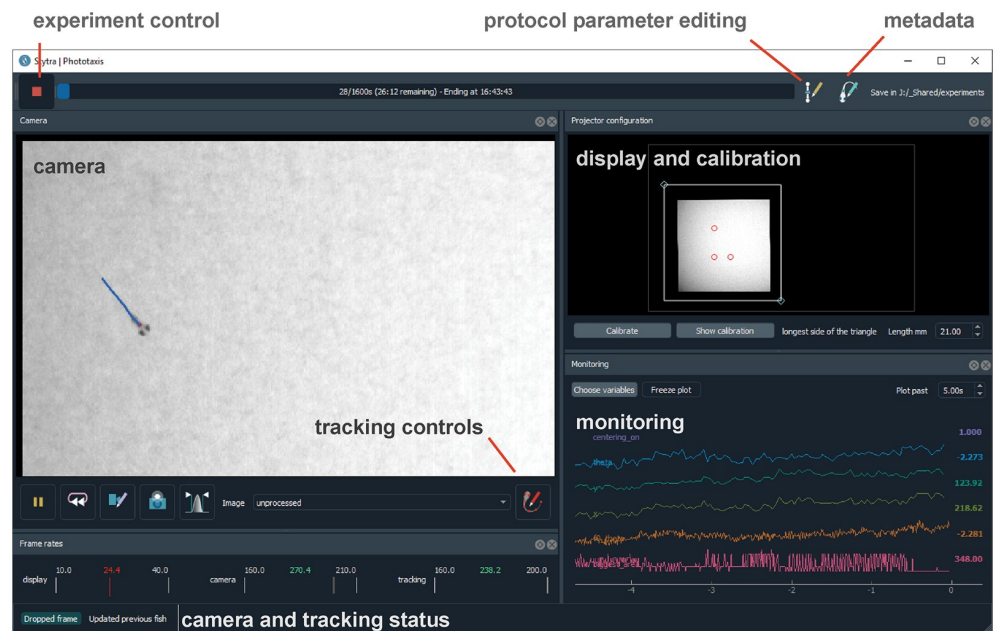 experiment control
protocol parameter editing
metadata
Stytra | Phototaxis
28/1600s (26:12 remaining) - Ending at 16:43:43
Save in J:/_Shared/experiments
Camera
Projector configuration
camera
display and calibration
Calibrate
Show calibration
longest side of the triangle
Length mm
21.00
Monitoring
Choose variables
Freeze plot
Plot past
5.00s
monitoring
centering_on
1.000
theta
-2.273
123.92
218.62
-2.281
348.00
-4
-3
-2
-1
0
tracking controls
Image
unprocessed
Frame rates
display
10.0
24.4
40.0
camera
160.0
270.4
210.0
tracking
160.0
238.2
200.0
Dropped frame
Updated previous fish
camera and tracking status